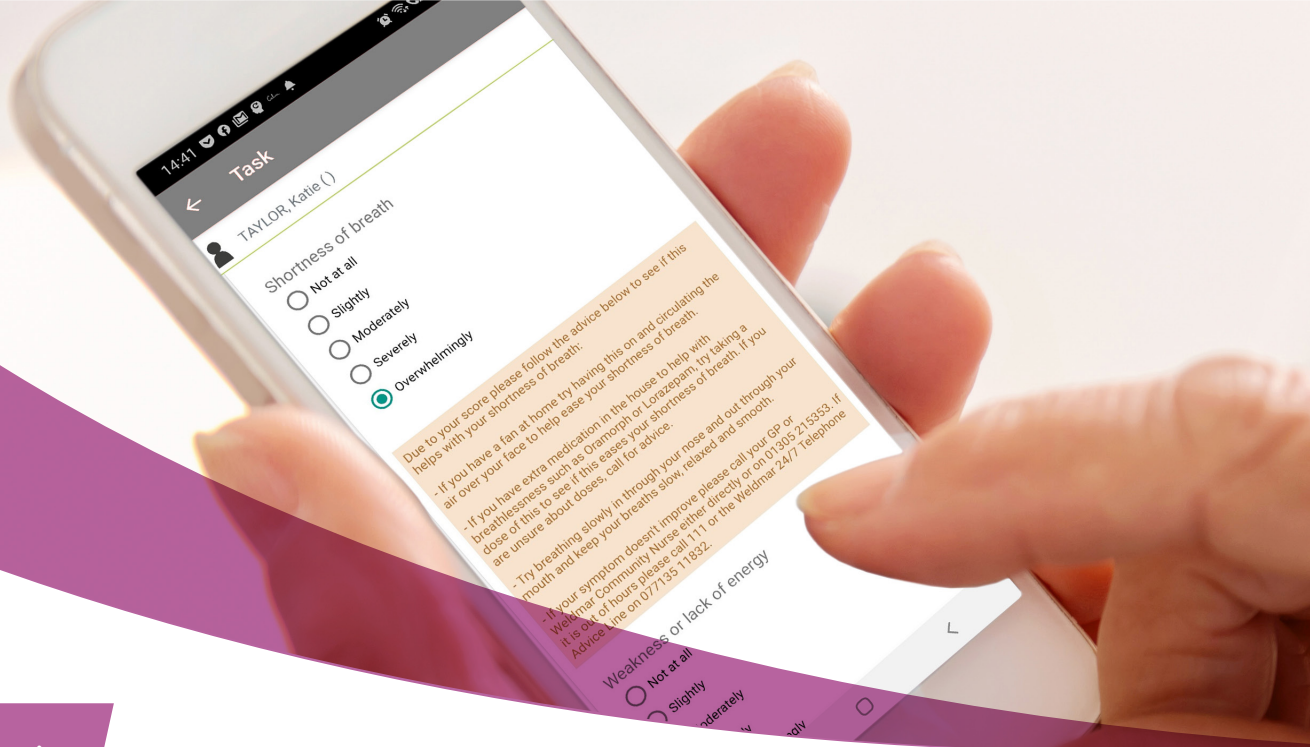 14:41
Task
TAYLOR, Katie ( )
Shortness of breath
Not at all
Slightly
Moderately
Severely
Overwhelmingly
Due to your score please follow the advice below to see if this
helps with your shortness of breath:
- If you have a fan at home try having this on and circulating the
air over your face to help ease your shortness of breath.
- If you have extra medication in the house to help with
breathlessness such as Oramorph or Lorazepam, try taking a
dose of this to see if this eases your shortness of breath. If you
are unsure about doses, call for advice.
- Try breathing slowly in through your nose and out through your
mouth and keep your breaths slow, relaxed and smooth.
- If your symptom doesn't improve please call your GP or
Weldmar Community Nurse either directly or on 01305 215353. If
it is out of hours please call 111 or the Weldmar 24/7 Telephone
Advice Line on 077135 11832.
Weakness or lack of energy
Not at all
Slightly